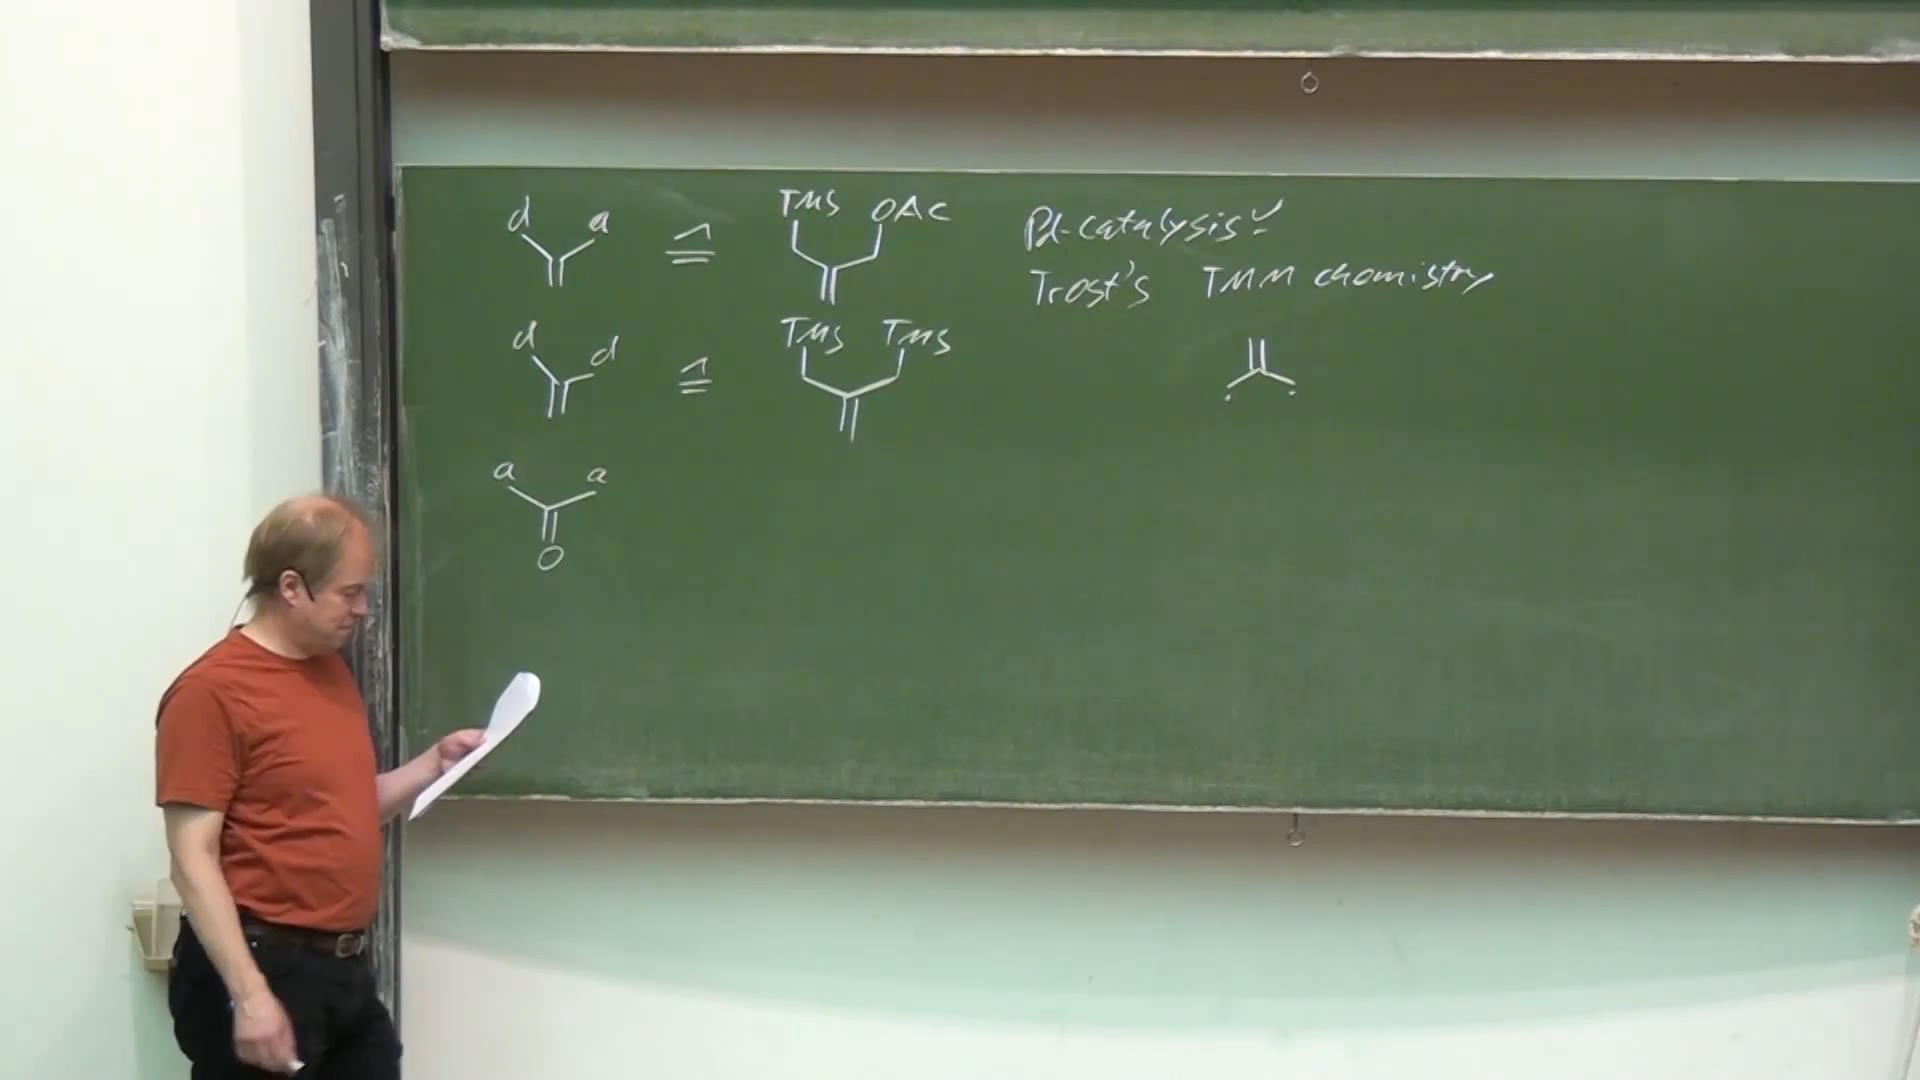 d a ≙ TMS OAc Pd-catalysis!
Trost's TMM chemistry
d d ≙ TMS TMS
a a
O